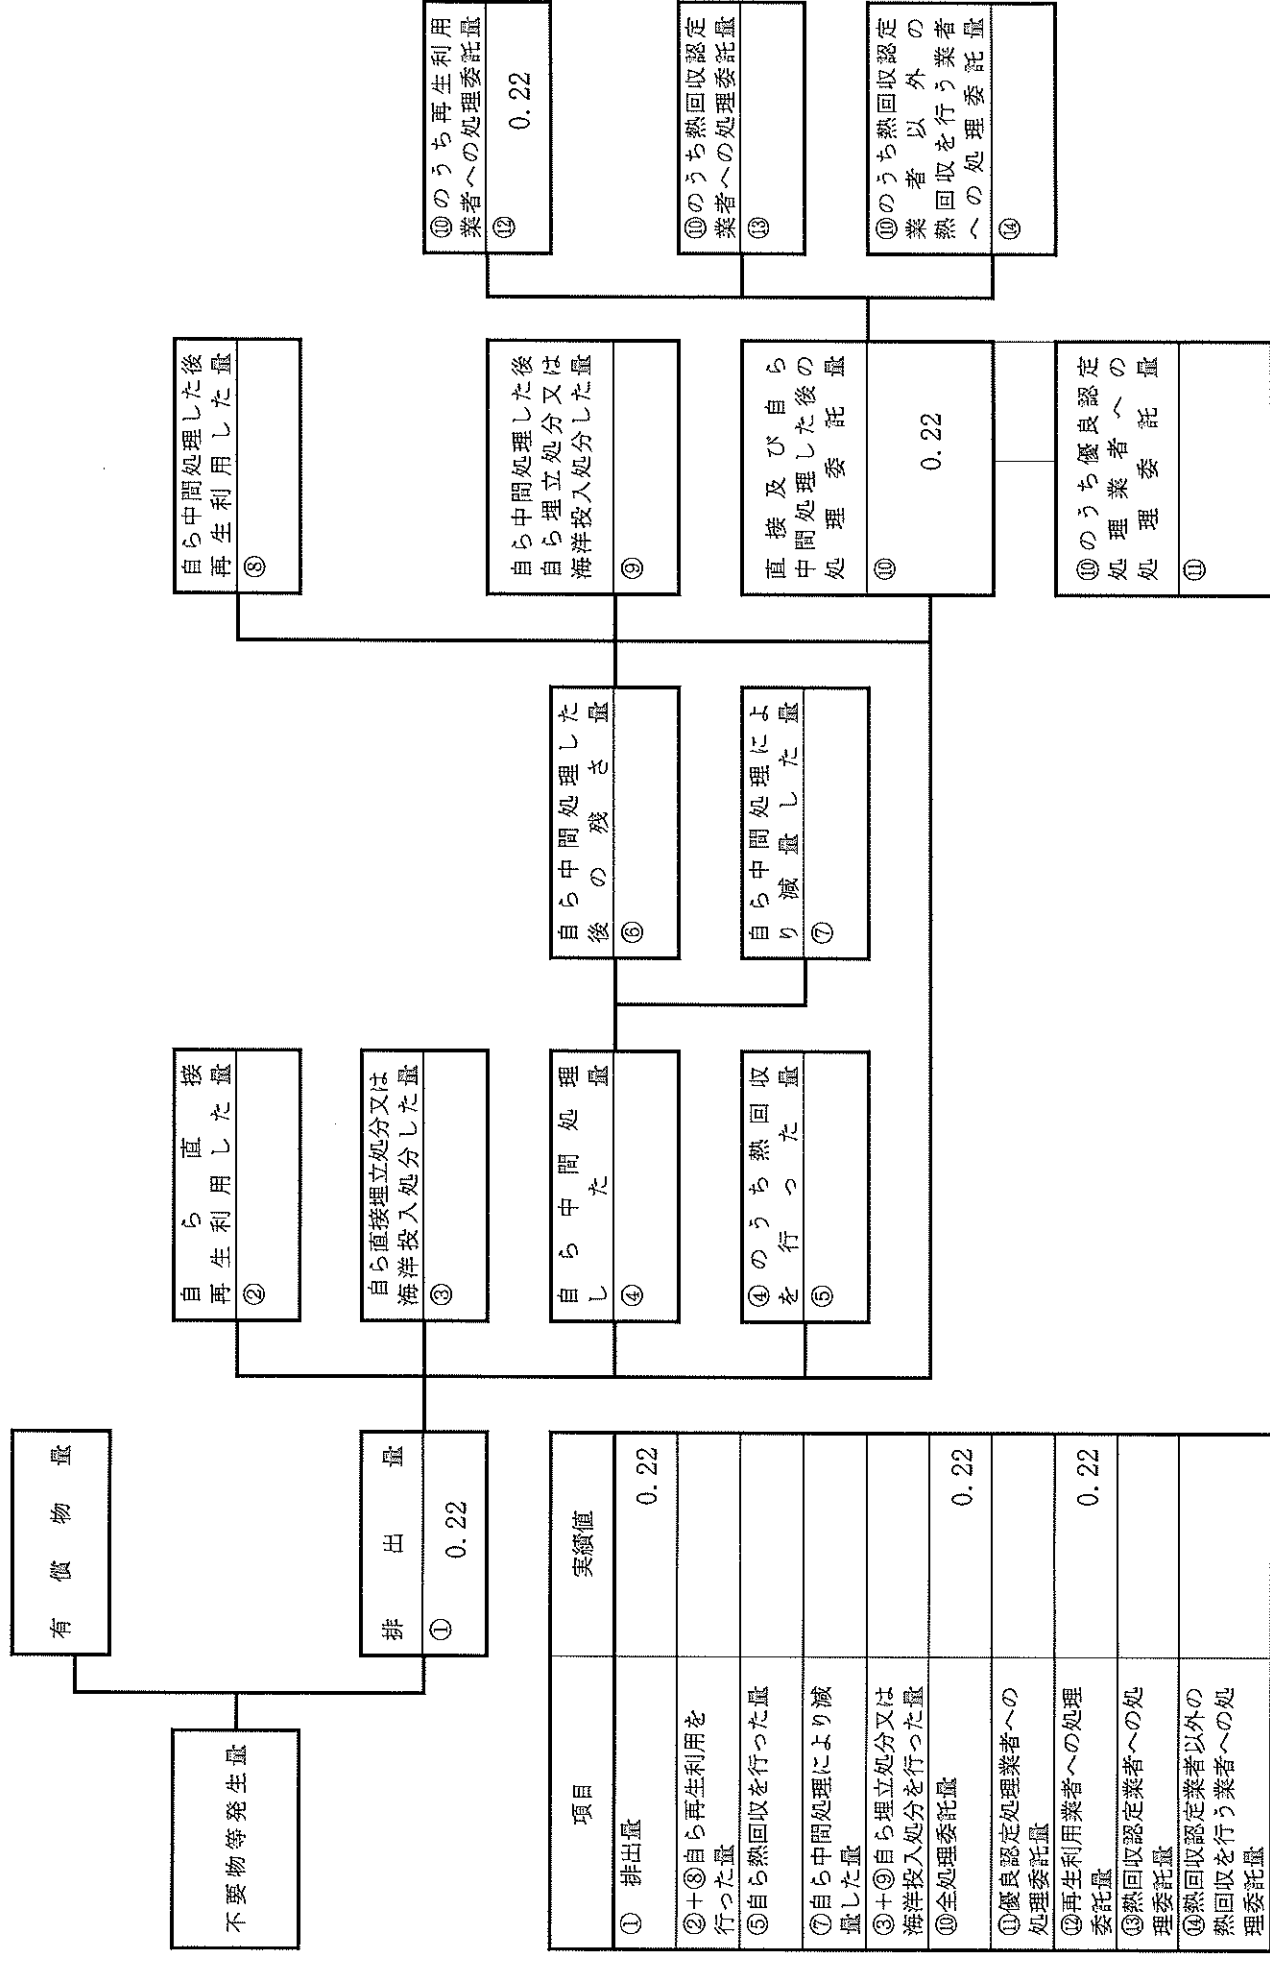 有償物量
不要物等発生量
排出量
①
0.22
自ら直接
再生利用した量
②
自ら直接埋立処分又は
海洋投入処分した量
③
自ら中間処理
した量
④
④のうち熱回収
を行った量
⑤
自ら中間処理した
後の残さ量
⑥
自ら中間処理によ
り減量した量
⑦
自ら中間処理した後
再生利用した量
⑧
自ら中間処理した後
自ら埋立処分又は
海洋投入処分した量
⑨
直接及び自ら
中間処理した後の
処理委託量
⑩
0.22
⑩のうち優良認定
処理業者への
処理委託量
⑪
⑩のうち再生利用
業者への処理委託量
⑫
0.22
⑩のうち熱回収認定
業者への処理委託量
⑬
⑩のうち熱回収認定
業者以外の
熱回収を行う業者
への処理委託量
⑭
項目 実績値
① 排出量 0.22
②+⑧自ら再生利用を
行った量
⑤自ら熱回収を行った量
⑦自ら中間処理により減
量した量
③+⑨自ら埋立処分又は
海洋投入処分を行った量
⑩全処理委託量 0.22
⑪優良認定処理業者への
処理委託量
⑫再生利用業者への処理
委託量 0.22
⑬熱回収認定業者への処
理委託量
⑭熱回収認定業者以外の
熱回収を行う業者への処
理委託量